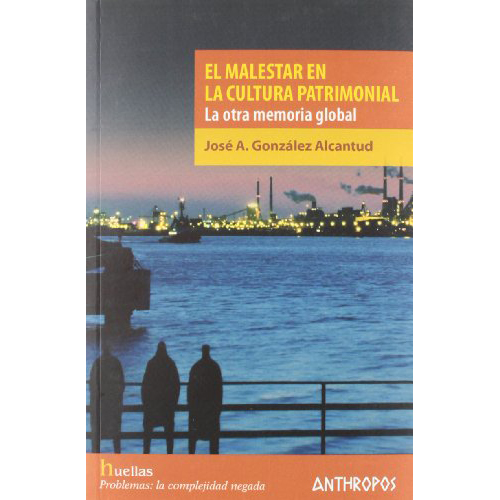 EL MALESTAR EN
LA CULTURA PATRIMONIAL
La otra memoria global
José A. González Alcantud
huellas
Problemas: la complejidad negada
ANTHROPOS